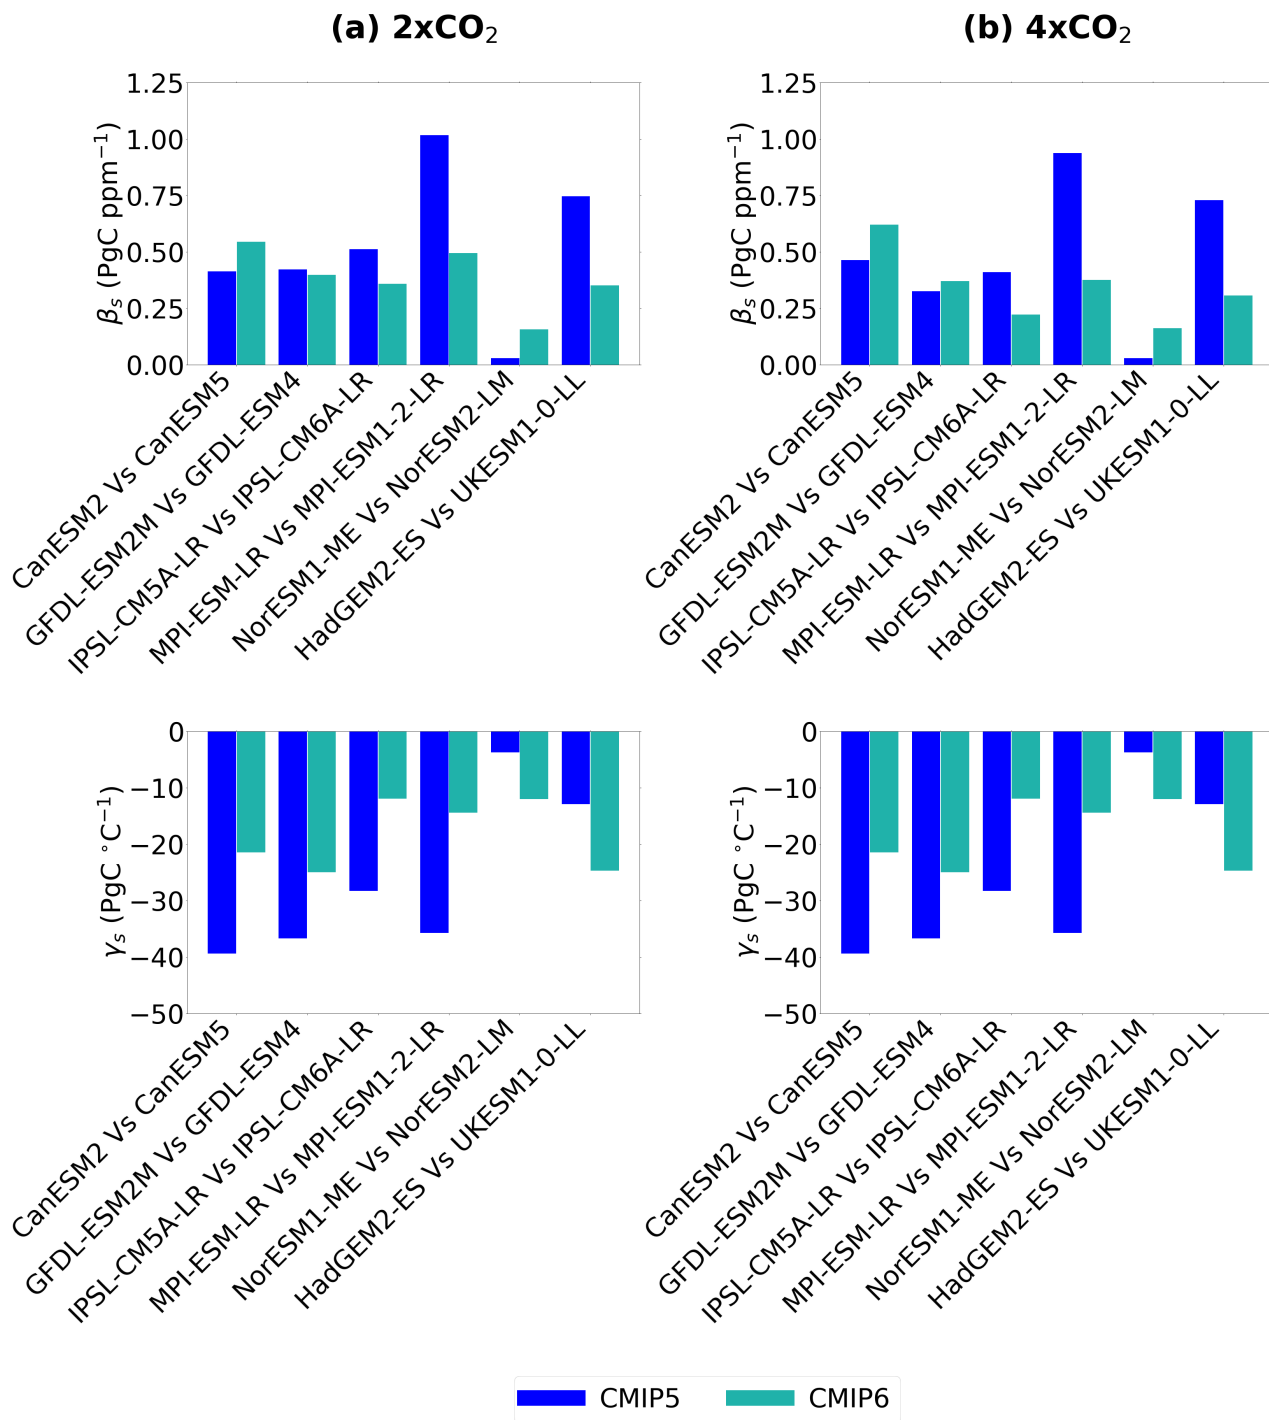 (a) 2xCO₂
(b) 4xCO₂
βₛ (PgC ppm⁻¹)
1.25
1.00
0.75
0.50
0.25
0.00
CanESM2 Vs CanESM5
GFDL-ESM2M Vs GFDL-ESM4
IPSL-CM5A-LR Vs IPSL-CM6A-LR
MPI-ESM-LR Vs MPI-ESM1-2-LR
NorESM1-ME Vs NorESM2-LM
HadGEM2-ES Vs UKESM1-0-LL
βₛ (PgC ppm⁻¹)
1.25
1.00
0.75
0.50
0.25
0.00
CanESM2 Vs CanESM5
GFDL-ESM2M Vs GFDL-ESM4
IPSL-CM5A-LR Vs IPSL-CM6A-LR
MPI-ESM-LR Vs MPI-ESM1-2-LR
NorESM1-ME Vs NorESM2-LM
HadGEM2-ES Vs UKESM1-0-LL
γₛ (PgC °C⁻¹)
0
−10
−20
−30
−40
−50
CanESM2 Vs CanESM5
GFDL-ESM2M Vs GFDL-ESM4
IPSL-CM5A-LR Vs IPSL-CM6A-LR
MPI-ESM-LR Vs MPI-ESM1-2-LR
NorESM1-ME Vs NorESM2-LM
HadGEM2-ES Vs UKESM1-0-LL
γₛ (PgC °C⁻¹)
0
−10
−20
−30
−40
−50
CanESM2 Vs CanESM5
GFDL-ESM2M Vs GFDL-ESM4
IPSL-CM5A-LR Vs IPSL-CM6A-LR
MPI-ESM-LR Vs MPI-ESM1-2-LR
NorESM1-ME Vs NorESM2-LM
HadGEM2-ES Vs UKESM1-0-LL
CMIP5
CMIP6